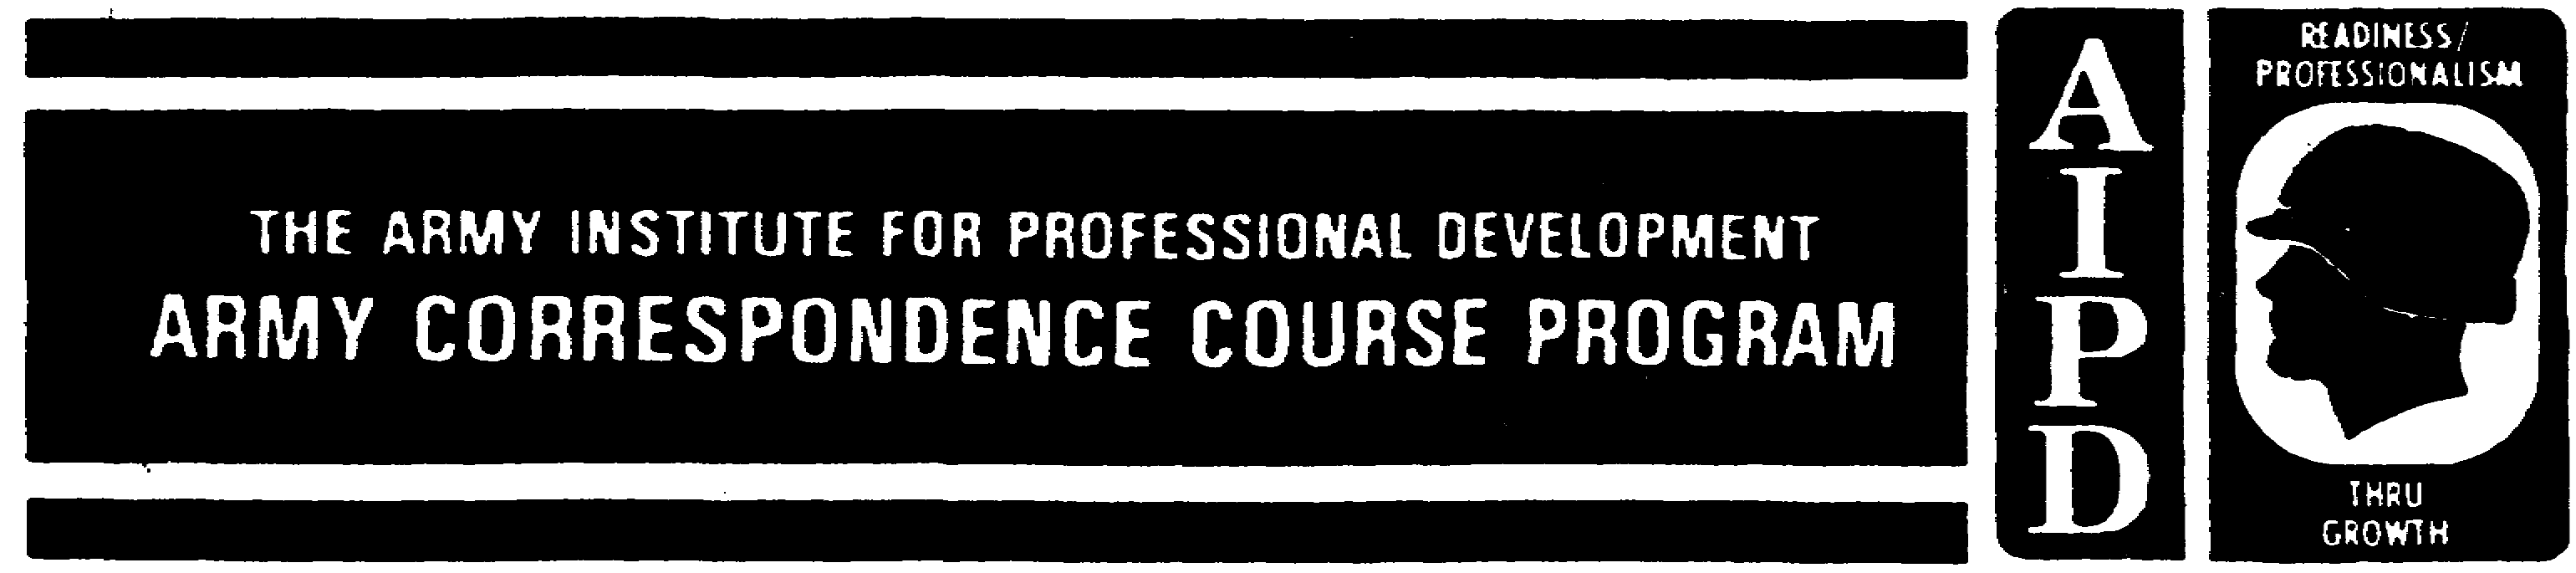 THE ARMY INSTITUTE FOR PROFESSIONAL DEVELOPMENT
ARMY CORRESPONDENCE COURSE PROGRAM
A
I
P
D
READINESS/
PROFESSIONALISM
THRU
GROWTH